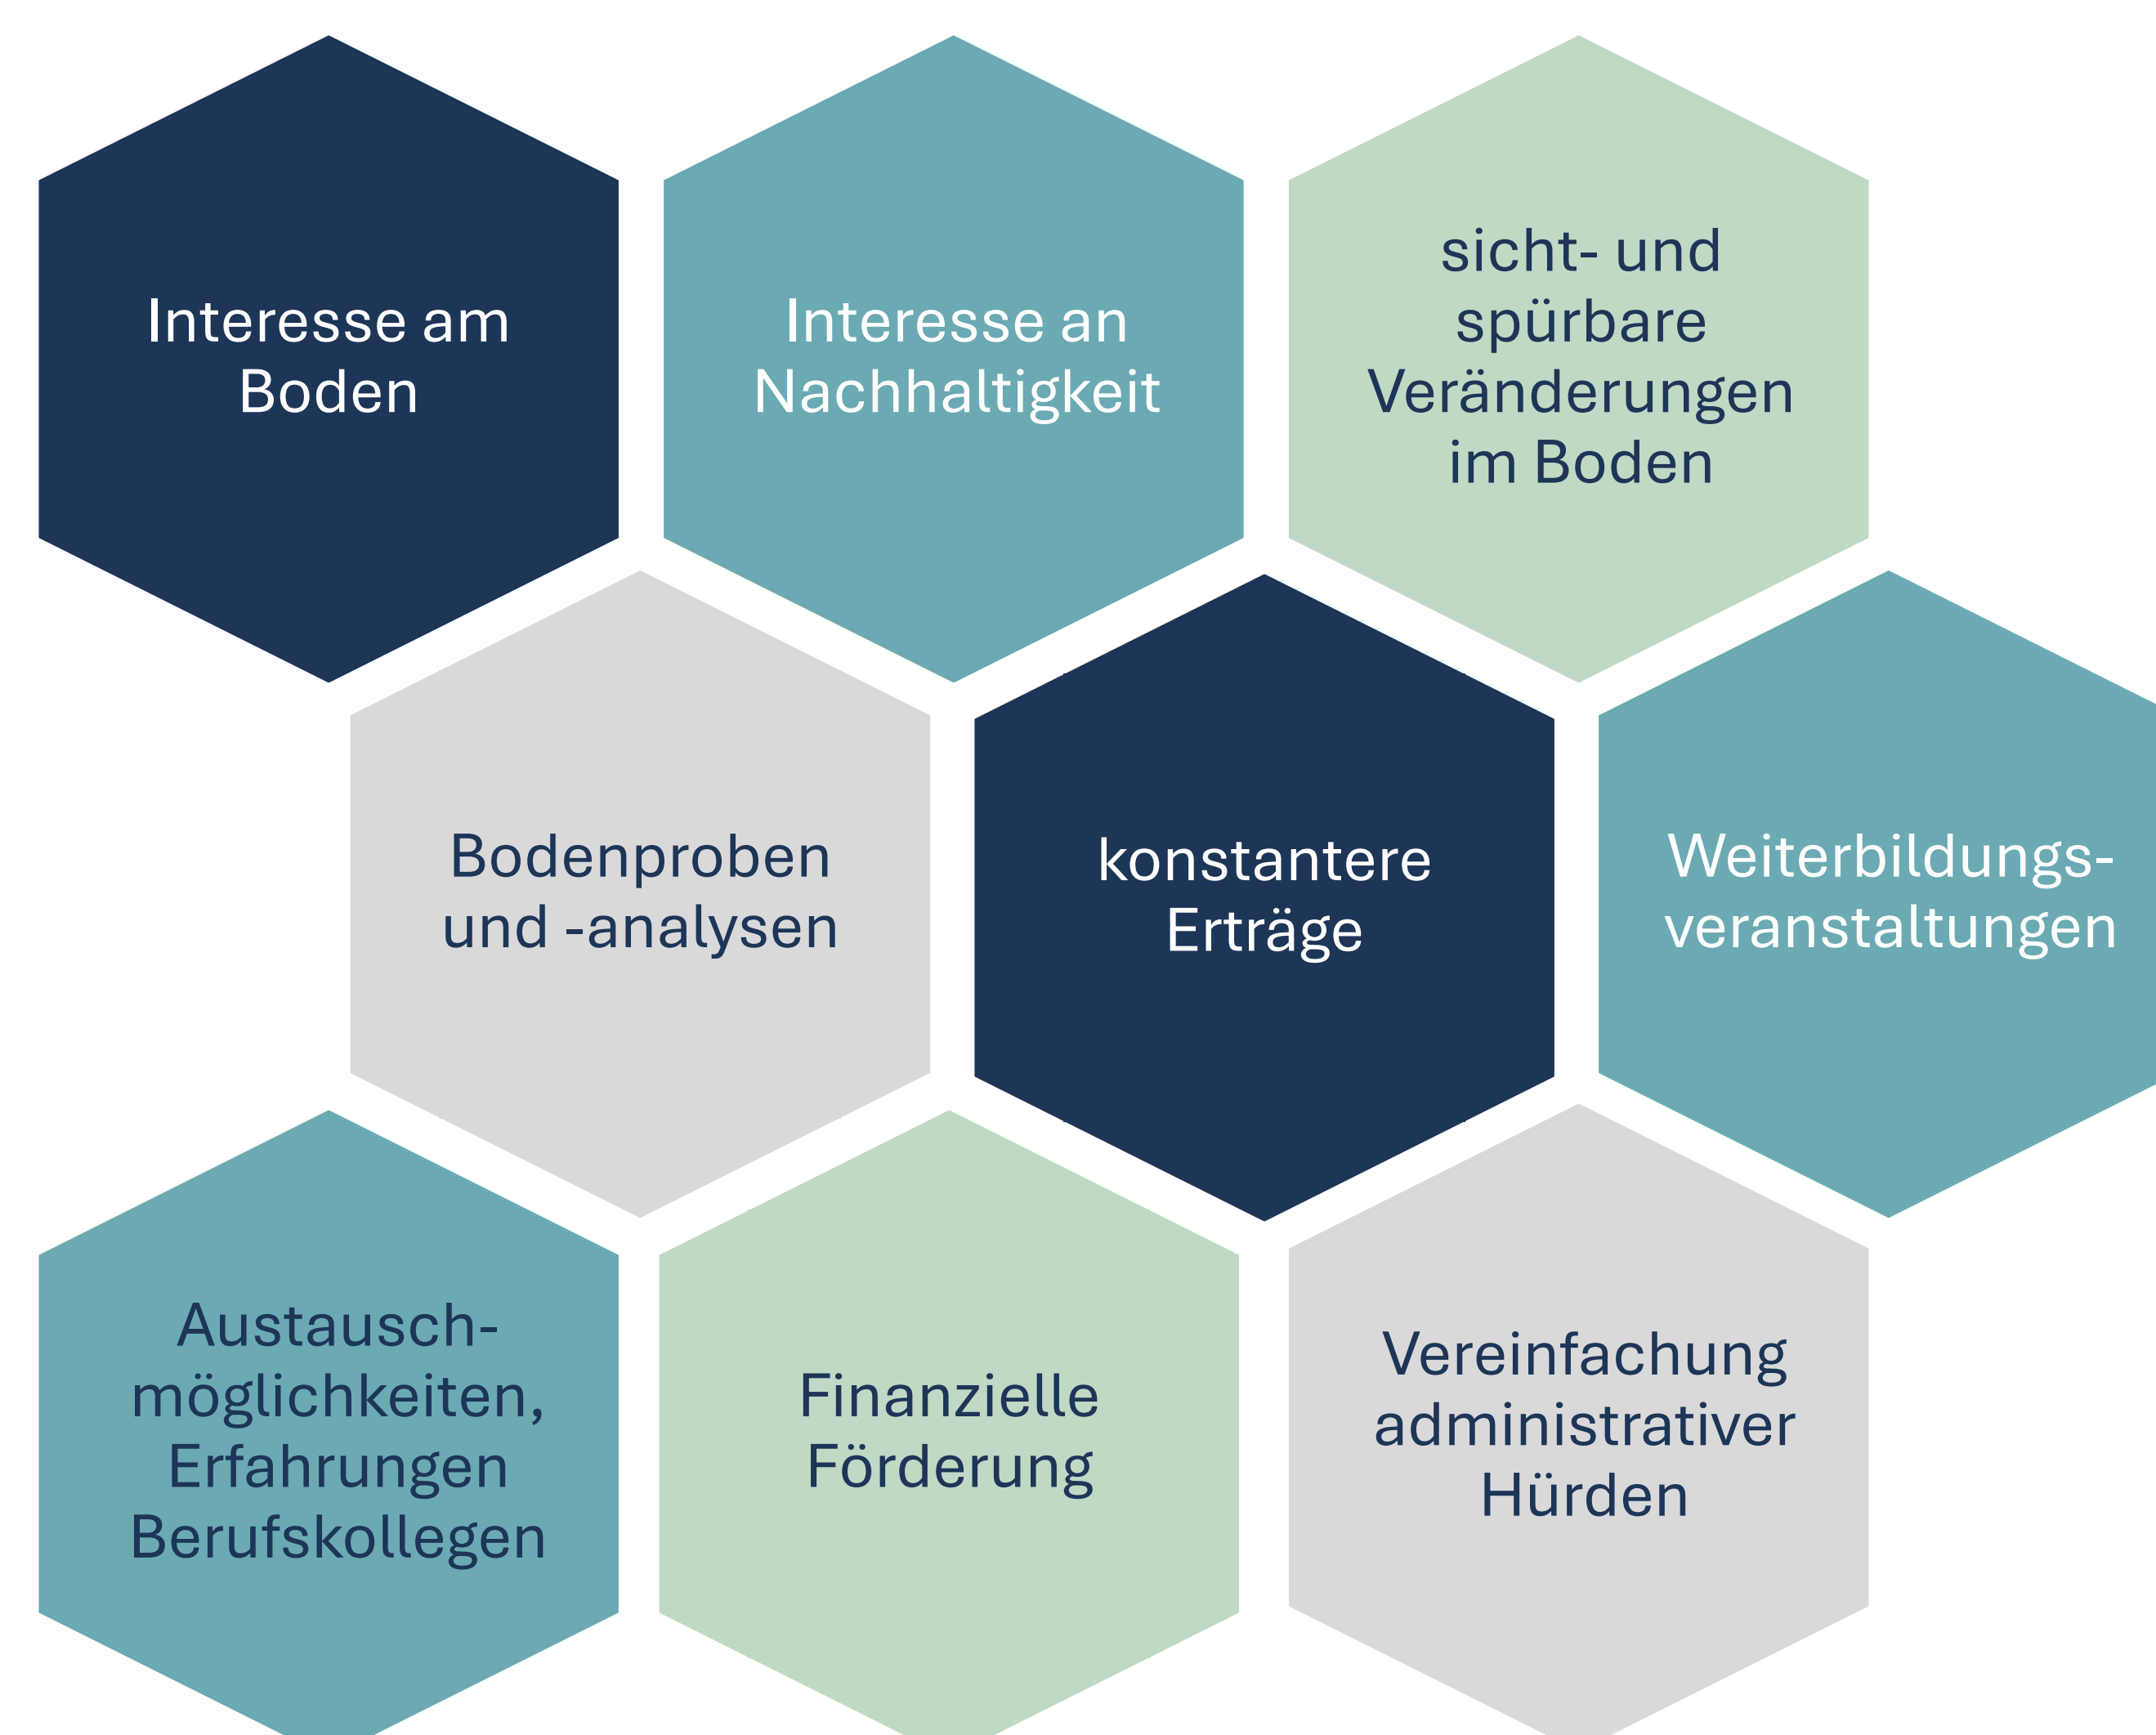 Interesse am
Boden
Interesse an
Nachhaltigkeit
sicht- und
spürbare
Veränderungen
im Boden
Bodenproben
und -analysen
konstantere
Erträge
Weiterbildungs-
veranstaltungen
Austausch-
möglichkeiten,
Erfahrungen
Berufskollegen
Finanzielle
Förderung
Vereinfachung
administrativer
Hürden